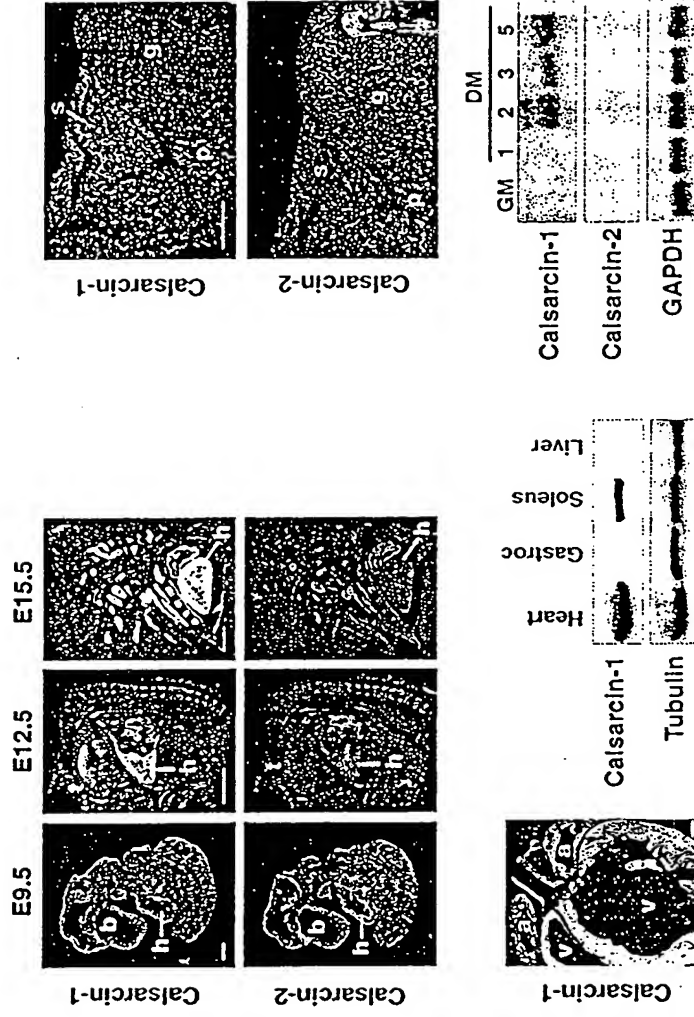 E9.5
E12.5
E15.5
Calsarcin-1
b
h
t
h
h
Calsarcin-1
s
g
p
Calsarcin-2
b
h
t
h
h
Calsarcin-2
s
g
p
Calsarcin-1
a
a
v
v
Heart
Gastroc
Soleus
Liver
Calsarcin-1
Tubulin
DM
GM 1 2 3 5
Calsarcin-1
Calsarcin-2
GAPDH